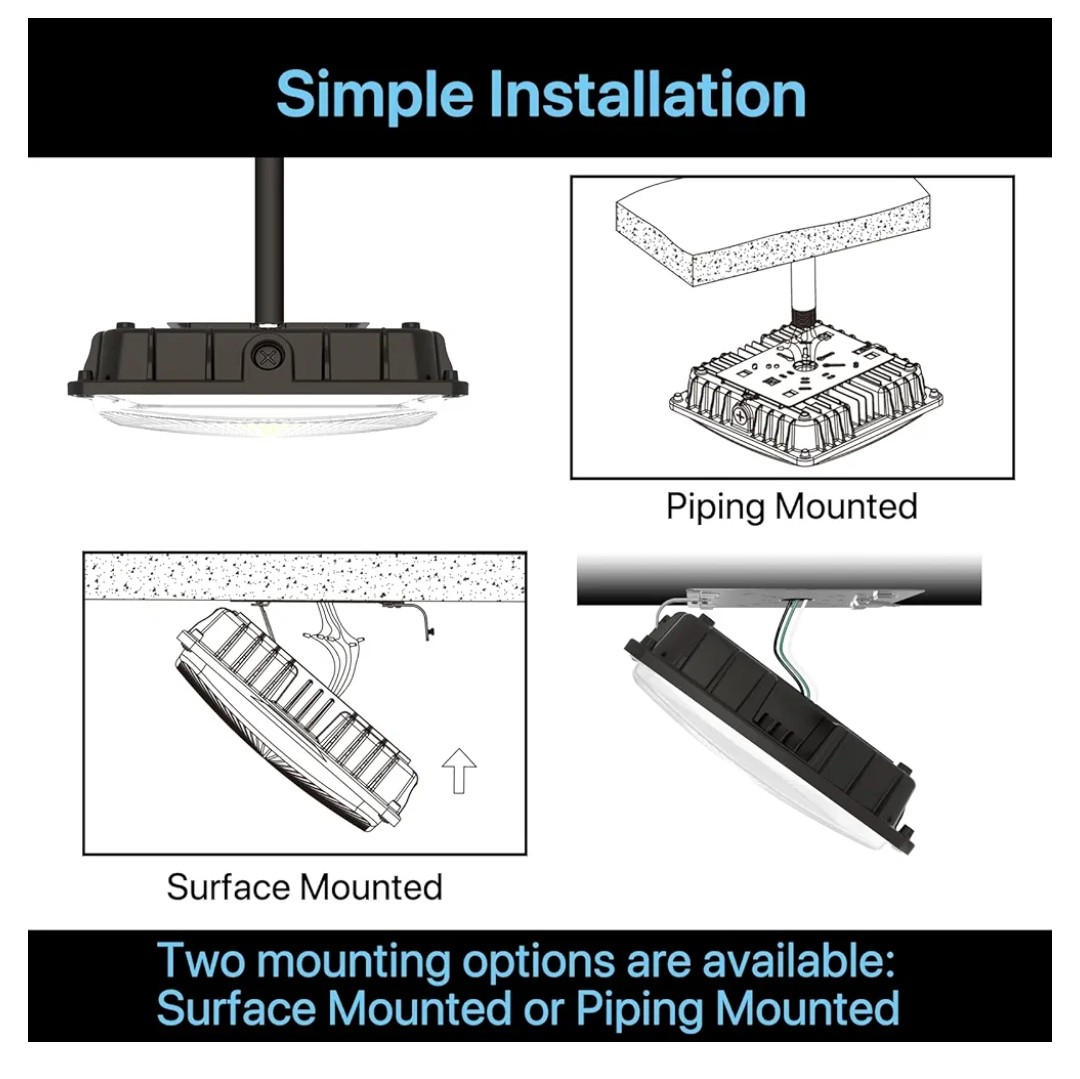 Simple Installation
Piping Mounted
Surface Mounted
Two mounting options are available:
Surface Mounted or Piping Mounted